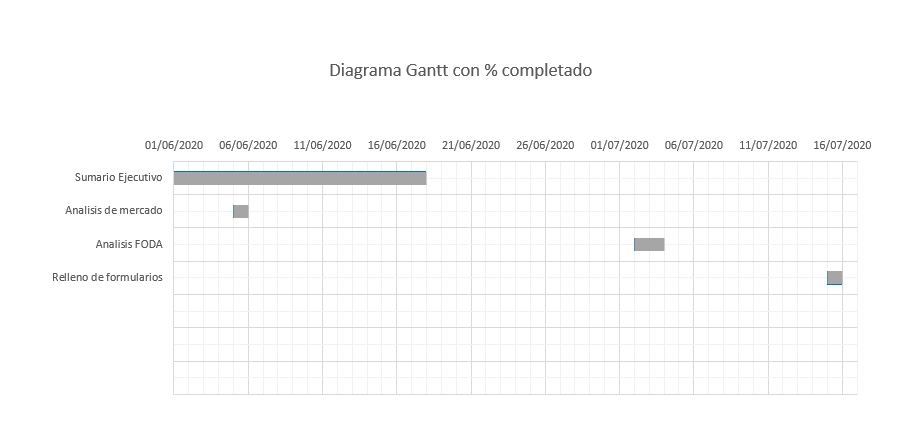 Diagrama Gantt con % completado
01/06/2020 06/06/2020 11/06/2020 16/06/2020 21/06/2020 26/06/2020 01/07/2020 06/07/2020 11/07/2020 16/07/2020
Sumario Ejecutivo
Analisis de mercado
Analisis FODA
Relleno de formularios